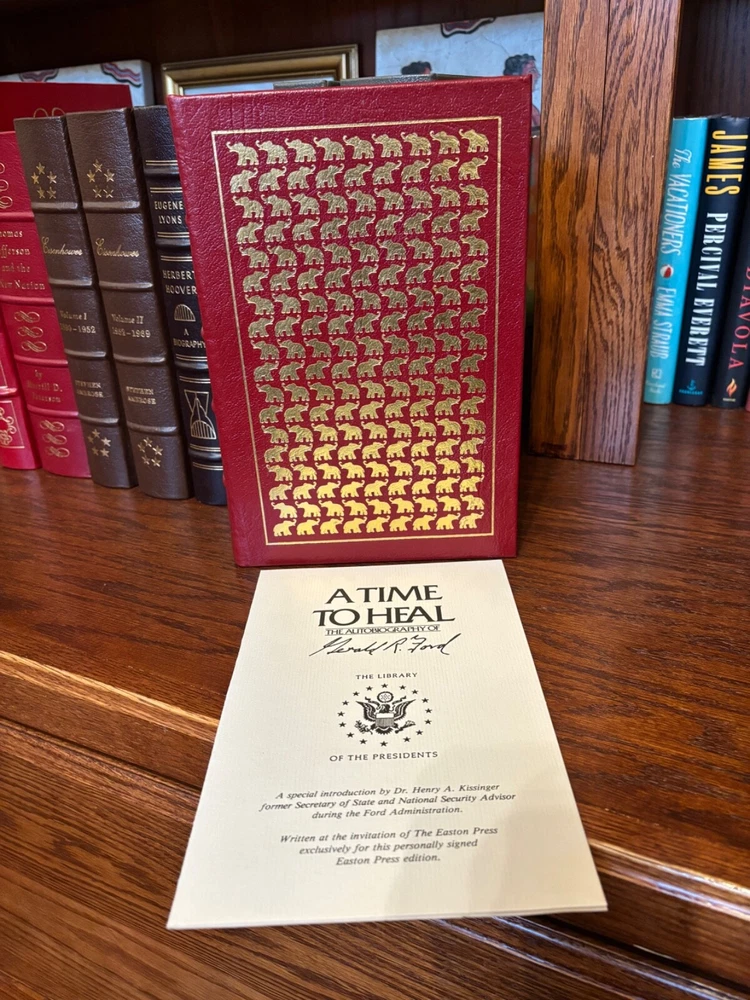 Eisenhower
Volume I
STEPHEN
AMBROSE
Eisenhower
Volume II
STEPHEN
AMBROSE
EUGENE
LYONS
HERBERT
HOOVER
A
BIOGRAPHY
and the
New Nation
by
The VACATIONERS
EMMA STRAUB
JAMES
PERCIVAL EVERETT
A TIME
TO HEAL
THE AUTOBIOGRAPHY OF
Gerald R. Ford
THE LIBRARY
OF THE PRESIDENTS
A special introduction by Dr. Henry A. Kissinger
former Secretary of State and National Security Advisor
during the Ford Administration.
Written at the invitation of The Easton Press
exclusively for this personally signed
Easton Press edition.